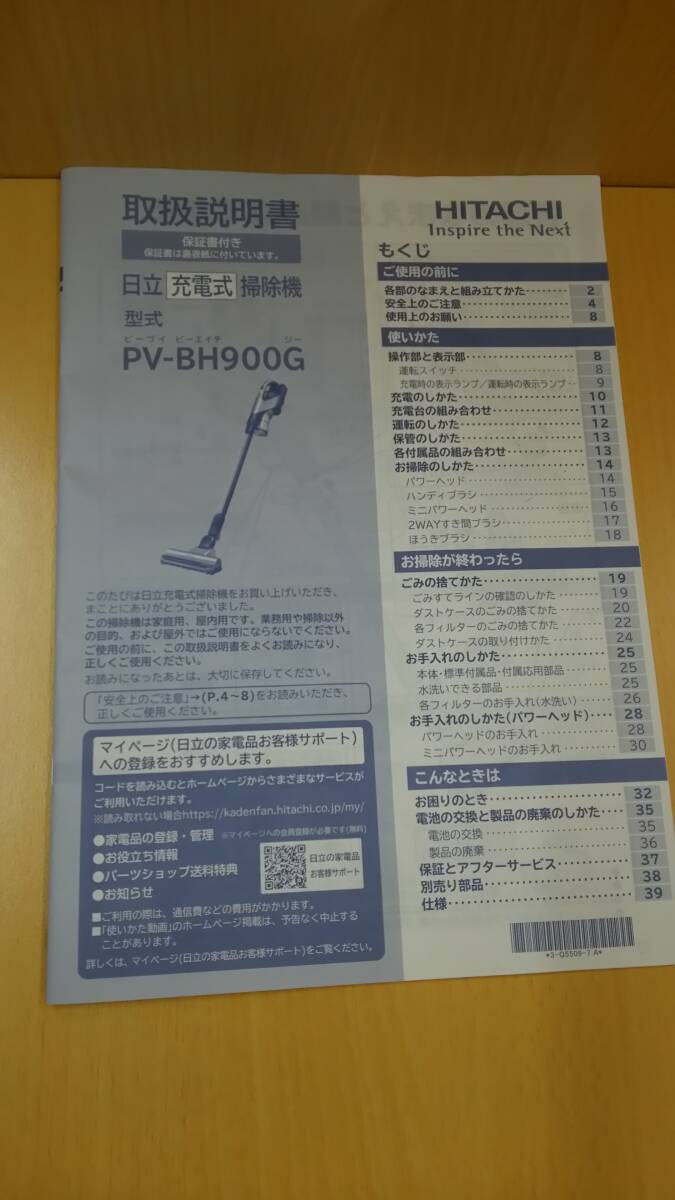 取扱説明書
保証書付き
保証書は裏表紙に付いています。
日立 充電式 掃除機
型式
ピーブイ ビーエイチ ジー
PV-BH900G
このたびは日立充電式掃除機をお買い上げいただき、
まことにありがとうございました。
この掃除機は家庭用、屋内用です。業務用や掃除以外
の目的、および屋外ではご使用にならないでください。
ご使用の前に、この取扱説明書をよくお読みになり、
正しくご使用ください。
お読みになったあとは、大切に保存してください。
「安全上のご注意」→(P.4~8)をお読みいただき、
正しくご使用ください。
マイページ(日立の家電品お客様サポート)
への登録をおすすめします。
コードを読み込むとホームページからさまざまなサービスが
ご利用いただけます。
※読み取れない場合https://kadenfan.hitachi.co.jp/my/
●家電品の登録・管理 ※マイページへの会員登録が必要です(無料)
●お役立ち情報
●パーツショップ送料特典
●お知らせ
日立の家電品
お客様サポート
■ご利用の際は、通信費などの費用がかかります。
■「使いかた動画」のホームページ掲載は、予告なく中止する
ことがあります。
詳しくは、マイページ(日立の家電品お客様サポート)をご覧ください。
HITACHI
Inspire the Next
もくじ
ご使用の前に
各部のなまえと組み立てかた········ 2
安全上のご注意···················· 4
使用上のお願い···················· 8
使いかた
操作部と表示部···················· 8
運転スイッチ···················· 8
充電時の表示ランプ／運転時の表示ランプ·· 9
充電のしかた···················· 10
充電台の組み合わせ················ 11
運転のしかた···················· 12
保管のしかた···················· 13
各付属品の組み合わせ·············· 13
お掃除のしかた···················· 14
パワーヘッド···················· 14
ハンディブラシ···················· 15
ミニパワーヘッド·················· 16
2WAYすき間ブラシ················ 17
ほうきブラシ···················· 18
お掃除が終わったら
ごみの捨てかた···················· 19
ごみすてラインの確認のしかた········ 19
ダストケースのごみの捨てかた········ 20
各フィルターのごみの捨てかた········ 22
ダストケースの取り付けかた·········· 24
お手入れのしかた·················· 25
本体・標準付属品・付属応用部品······ 25
水洗いできる部品·················· 25
各フィルターのお手入れ(水洗い)······ 26
お手入れのしかた(パワーヘッド)···· 28
パワーヘッドのお手入れ············ 28
ミニパワーヘッドのお手入れ········ 30
こんなときは
お困りのとき···················· 32
電池の交換と製品の廃棄のしかた···· 35
電池の交換···················· 35
製品の廃棄···················· 36
保証とアフターサービス············ 37
別売り部品···················· 38
仕様·························· 39
*3-Q5506-7 A*